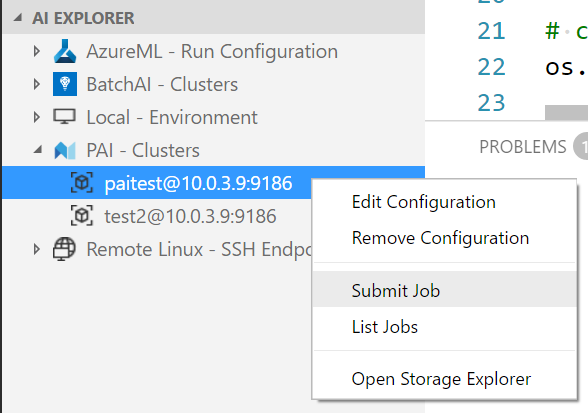 AI EXPLORER
AzureML - Run Configuration
BatchAI - Clusters
Local - Environment
PAI - Clusters
paitest@10.0.3.9:9186
test2@10.0.3.9:9186
Remote Linux - SSH Endpo
Edit Configuration
Remove Configuration
Submit Job
List Jobs
Open Storage Explorer
21 # c
22 os.
23
PROBLEMS 1